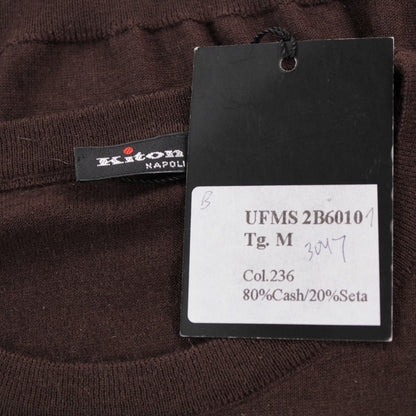 Kiton
NAPOLI
B
UFMS 2B6010 1
Tg. M
3047
Col.236
80%Cash/20%Seta